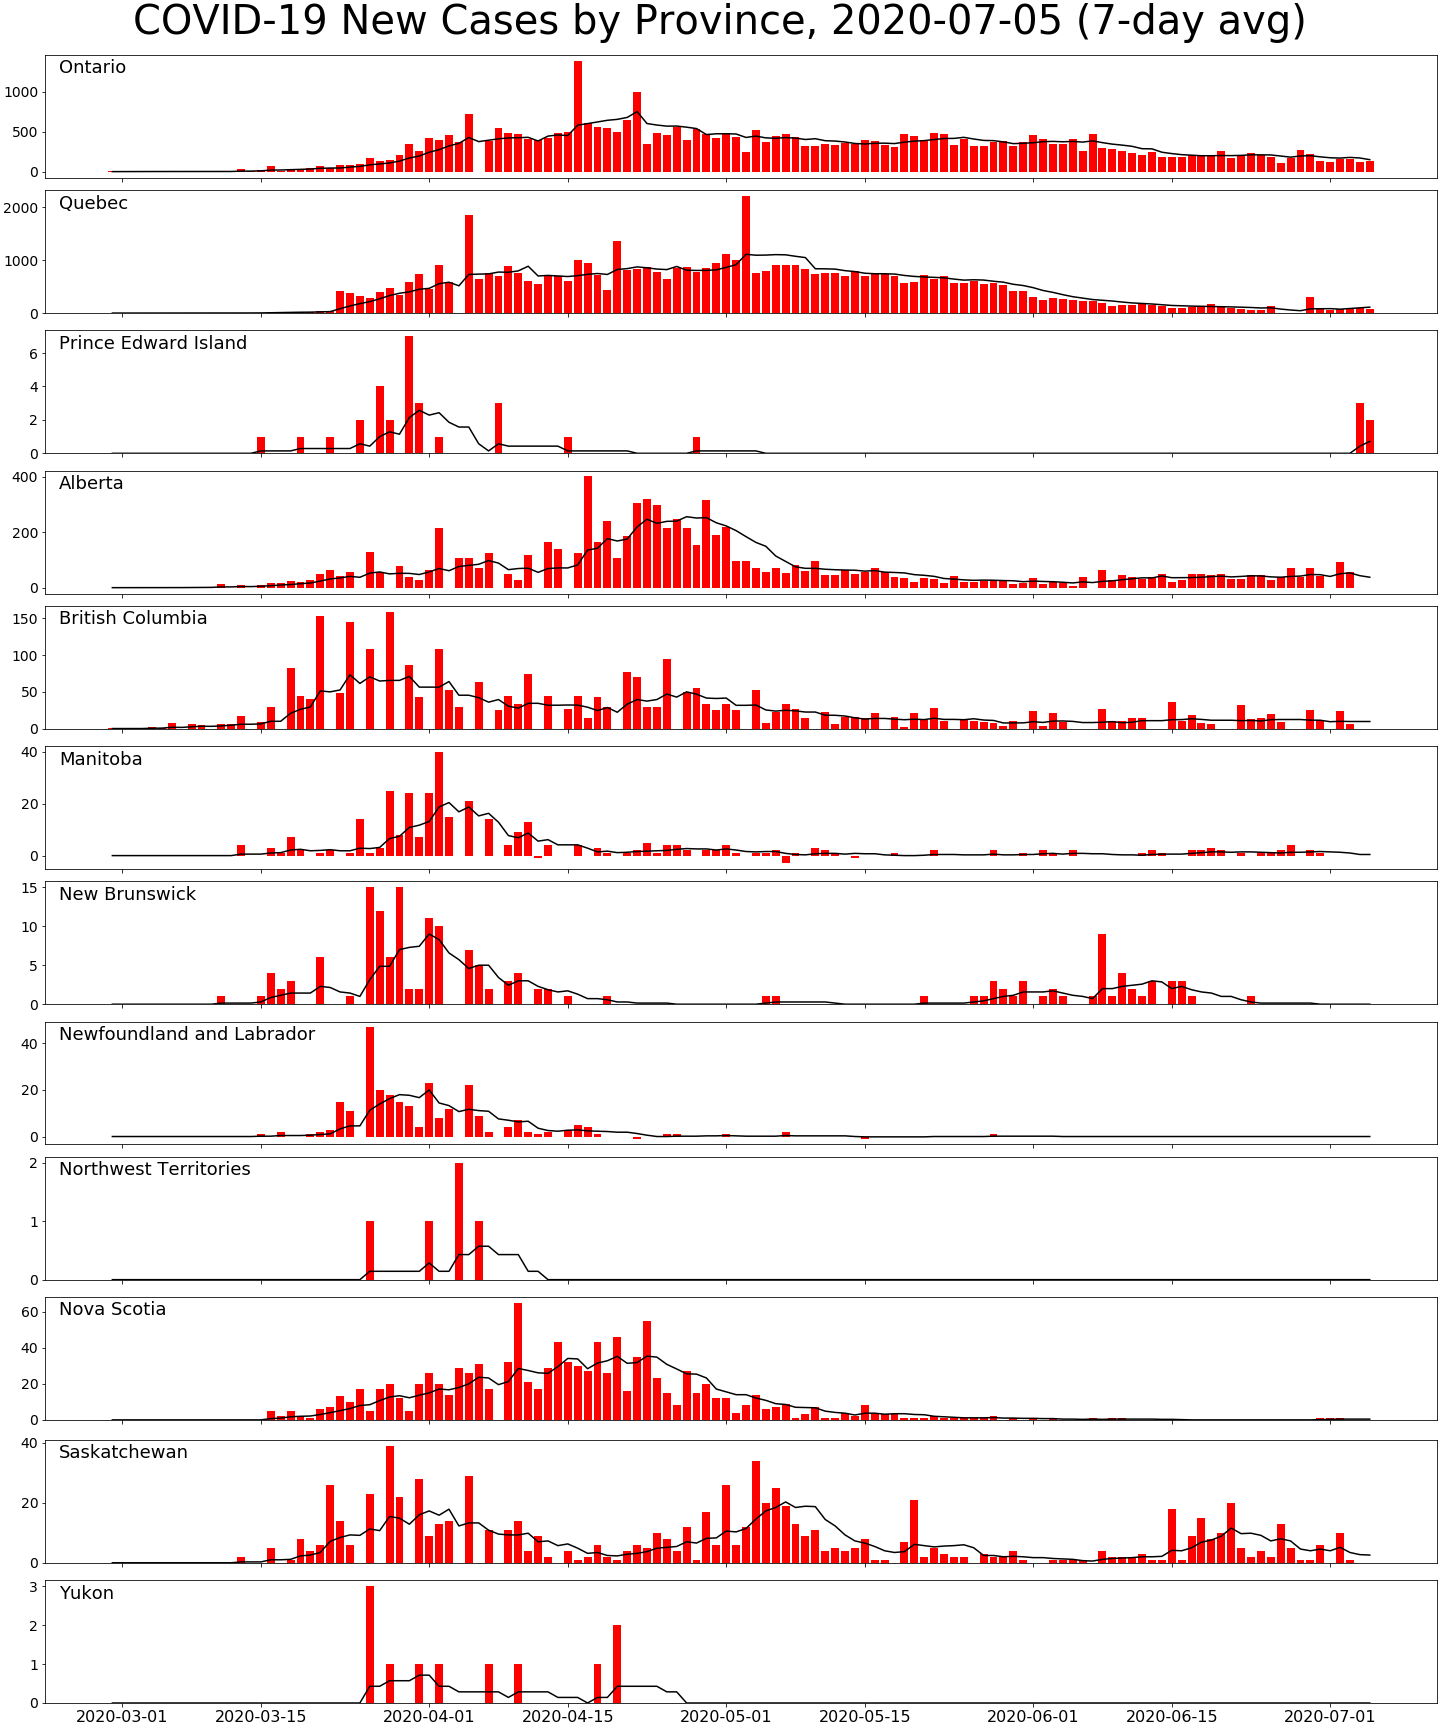 COVID-19 New Cases by Province, 2020-07-05 (7-day avg)
Ontario
1000
500
0
Quebec
2000
1000
0
Prince Edward Island
6
4
2
0
Alberta
400
200
0
British Columbia
150
100
50
0
Manitoba
40
20
0
New Brunswick
15
10
5
0
Newfoundland and Labrador
40
20
0
Northwest Territories
2
1
0
Nova Scotia
60
40
20
0
Saskatchewan
40
20
0
Yukon
3
2
1
0
2020-03-01 2020-03-15 2020-04-01 2020-04-15 2020-05-01 2020-05-15 2020-06-01 2020-06-15 2020-07-01